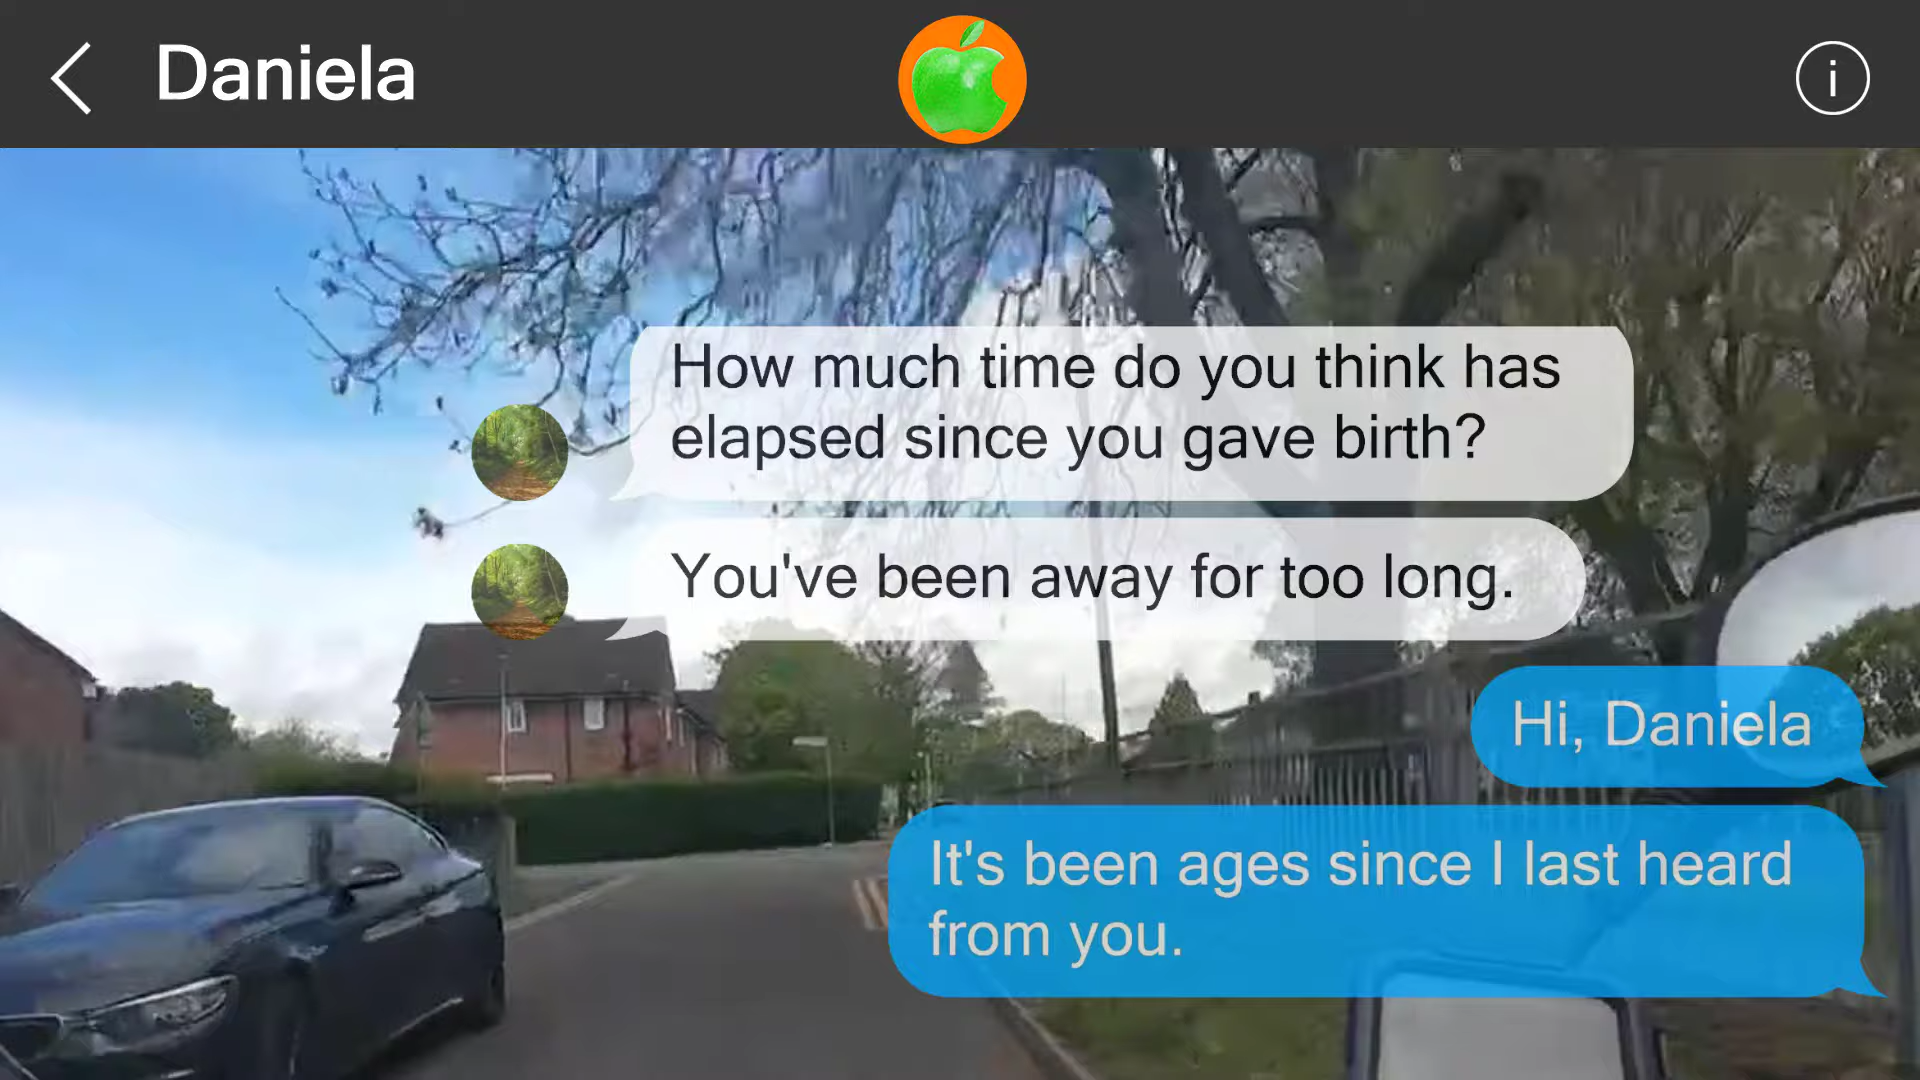 Daniela
How much time do you think has
elapsed since you gave birth?
You've been away for too long.
Hi, Daniela
It's been ages since I last heard
from you.